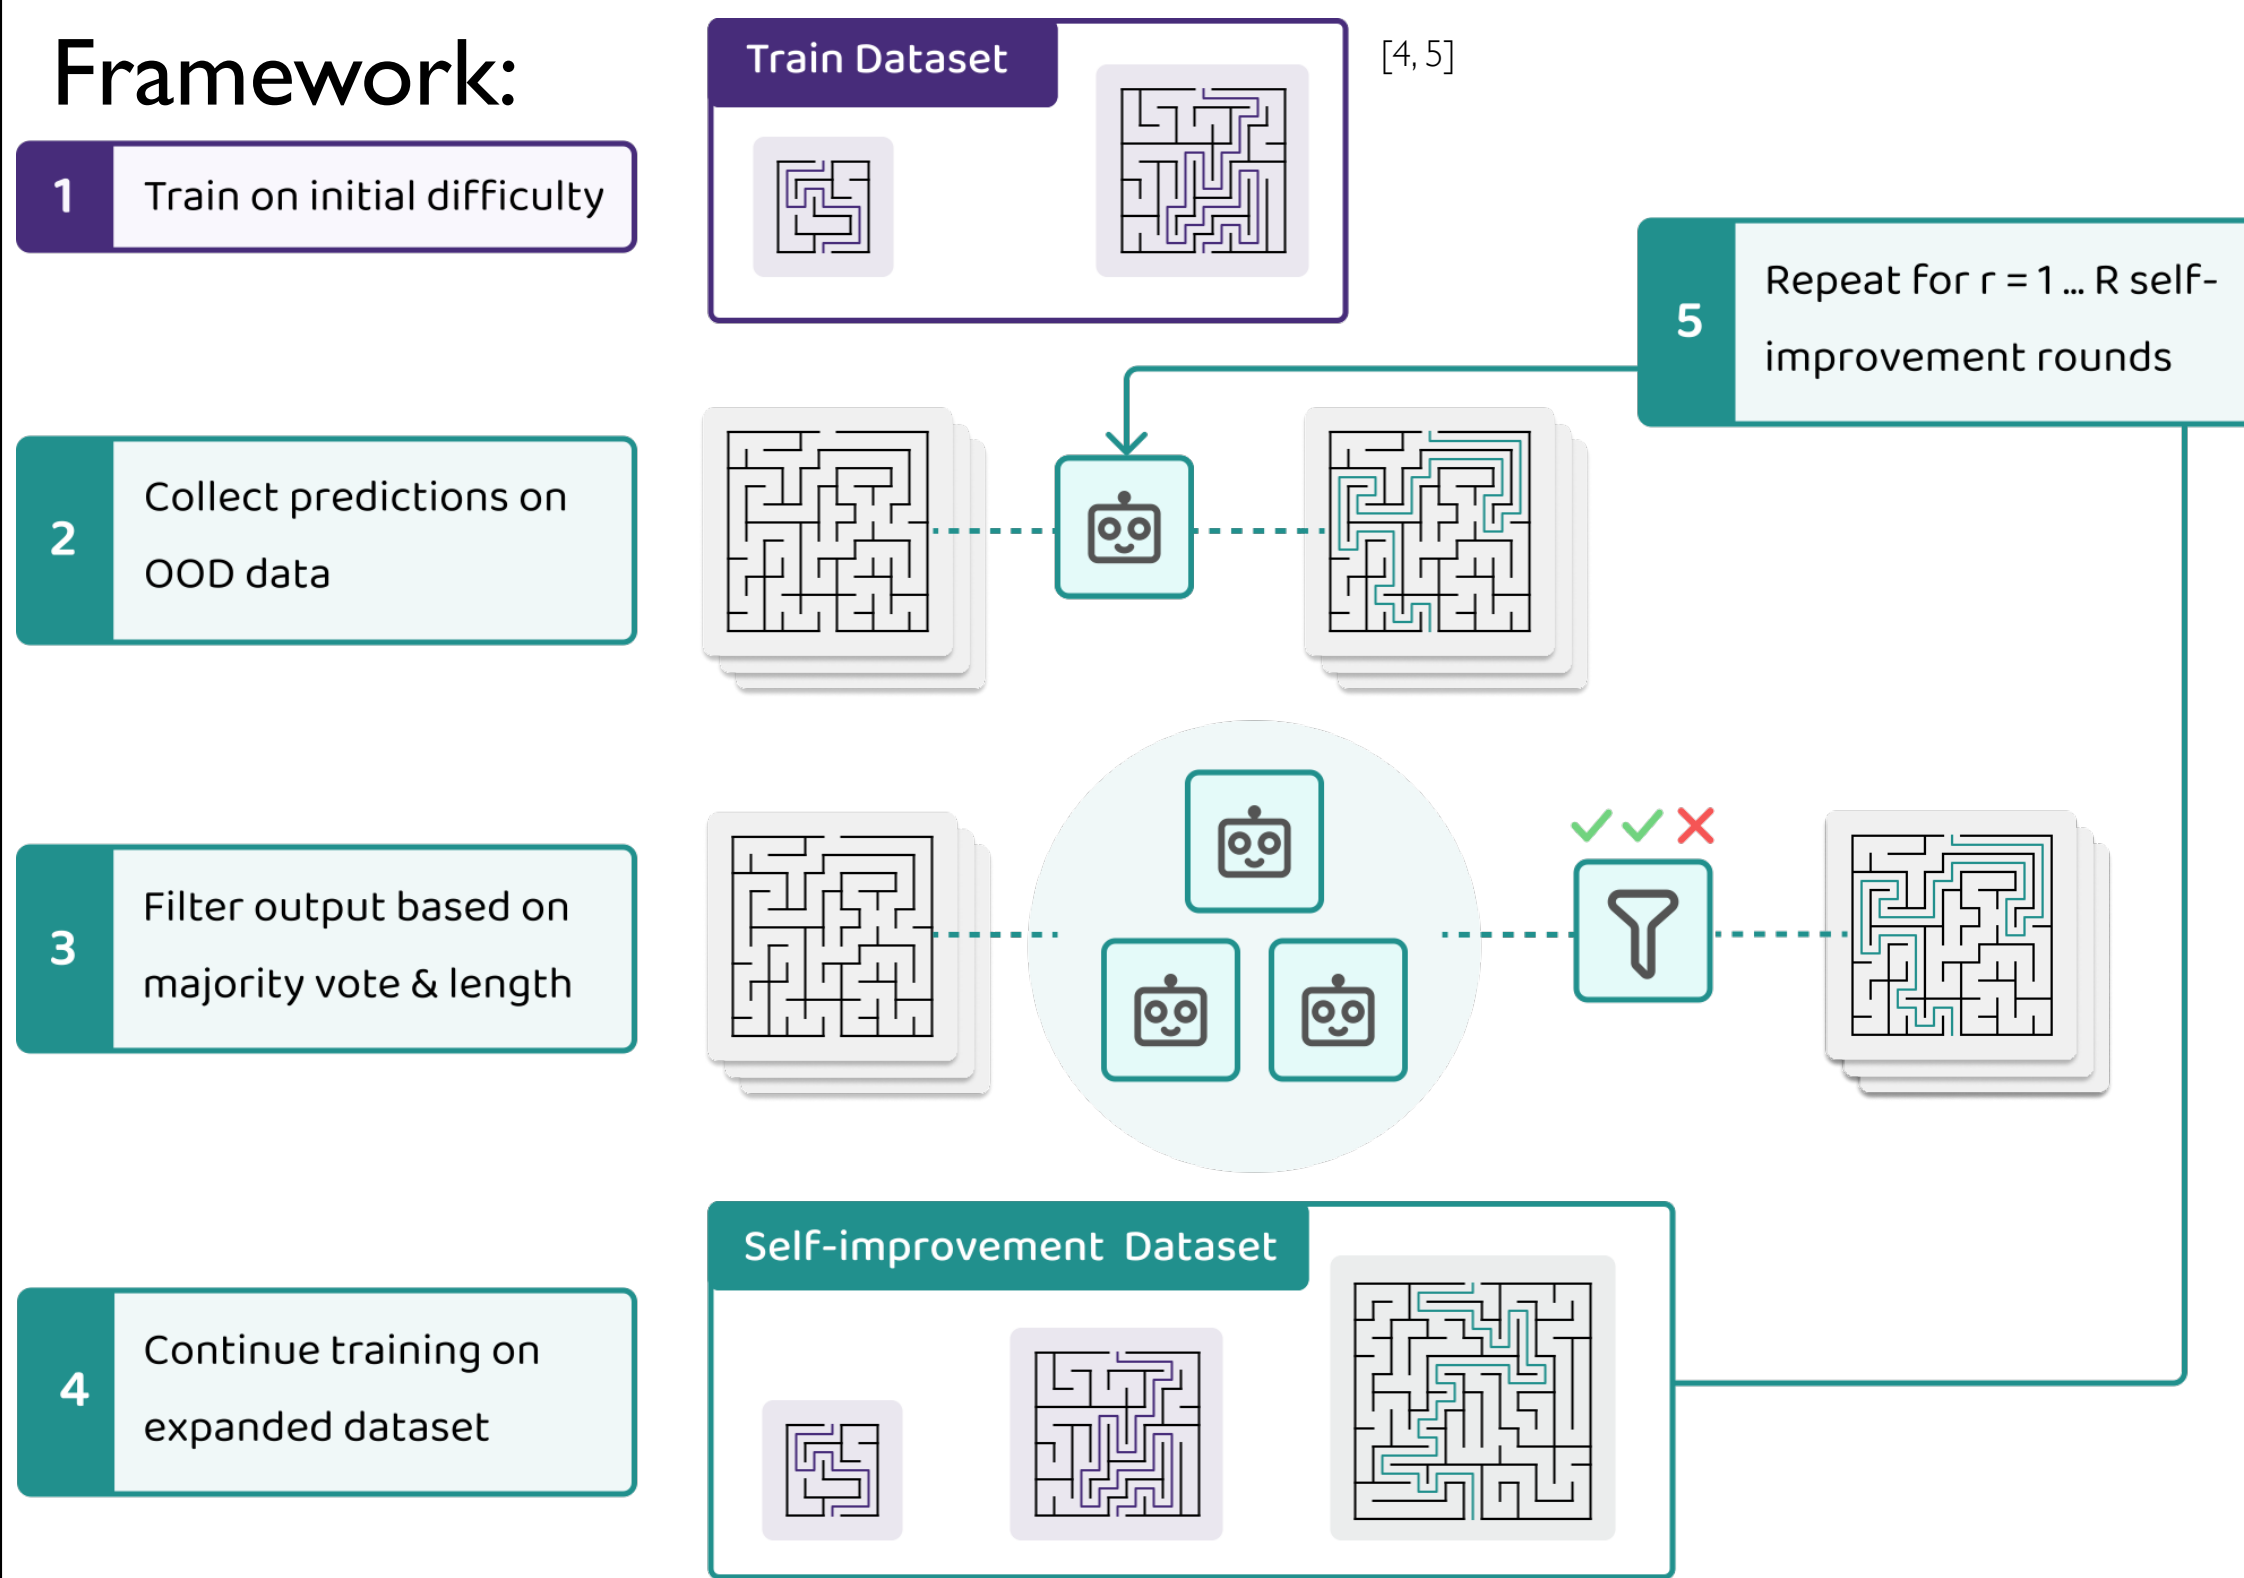 Framework:
Train Dataset
[4, 5]
1
Train on initial difficulty
5
Repeat for r = 1 ... R self-
improvement rounds
2
Collect predictions on
OOD data
3
Filter output based on
majority vote & length
Self-improvement Dataset
4
Continue training on
expanded dataset